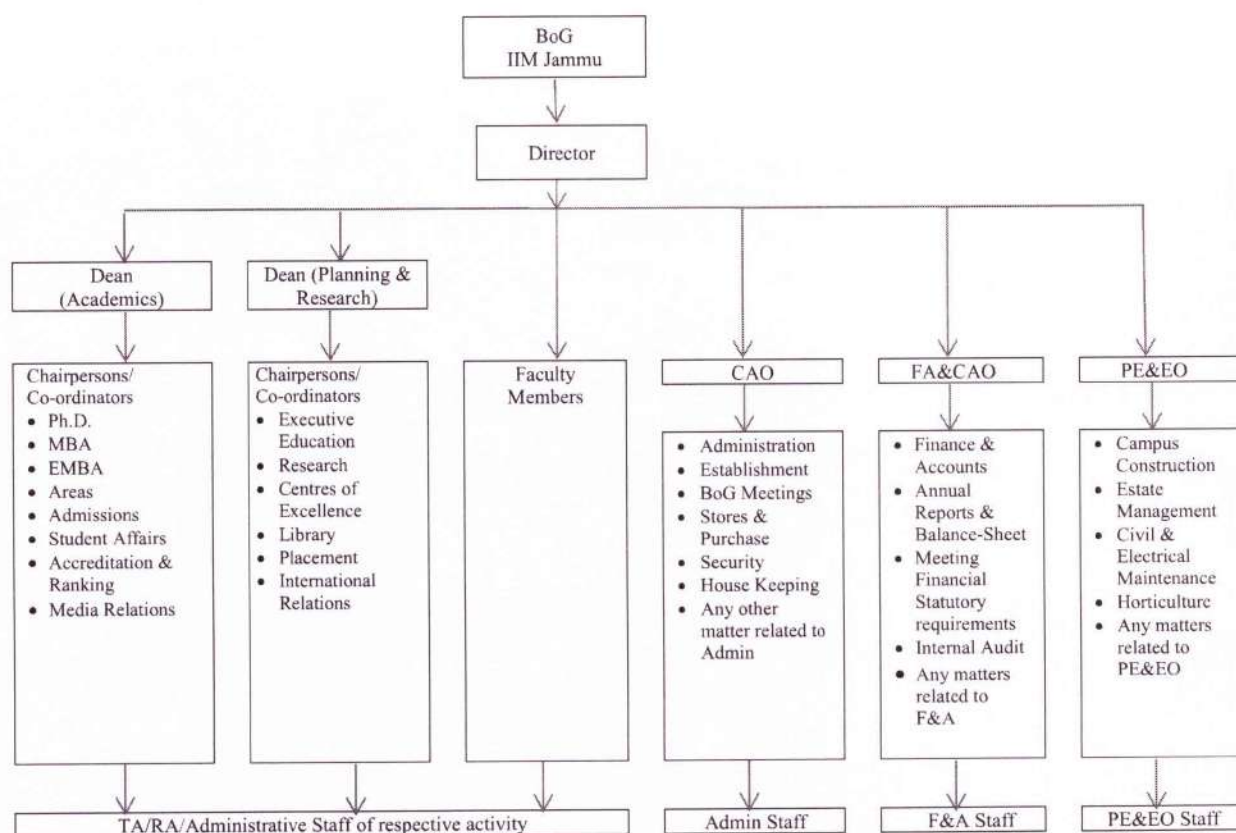 BoG
IIM Jammu
Director
Dean
(Academics)
Dean (Planning &
Research)
Chairpersons/
Co-ordinators
• Ph.D.
• MBA
• EMBA
• Areas
• Admissions
• Student Affairs
• Accreditation &
Ranking
• Media Relations
Chairpersons/
Co-ordinators
• Executive
Education
• Research
• Centres of
Excellence
• Library
• Placement
• International
Relations
Faculty
Members
CAO
• Administration
• Establishment
• BoG Meetings
• Stores &
Purchase
• Security
• House Keeping
• Any other
matter related to
Admin
FA&CAO
• Finance &
Accounts
• Annual
Reports &
Balance-Sheet
• Meeting
Financial
Statutory
requirements
• Internal Audit
• Any matters
related to
F&A
PE&EO
• Campus
Construction
• Estate
Management
• Civil &
Electrical
Maintenance
• Horticulture
• Any matters
related to
PE&EO
TA/RA/Administrative Staff of respective activity
Admin Staff
F&A Staff
PE&EO Staff